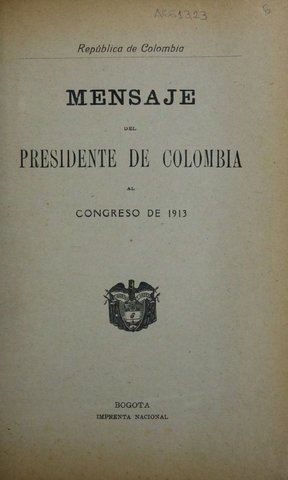 República de Colombia
MENSAJE
DEL
PRESIDENTE DE COLOMBIA
AL
CONGRESO DE 1913
BOGOTA
IMPRENTA NACIONAL